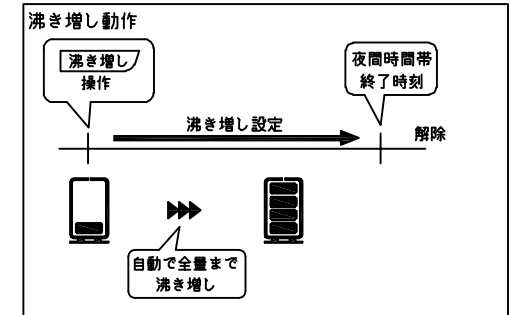 沸き増し動作
沸き増し
操作
夜間時間帯
終了時刻
沸き増し設定
解除
自動で全量まで
沸き増し